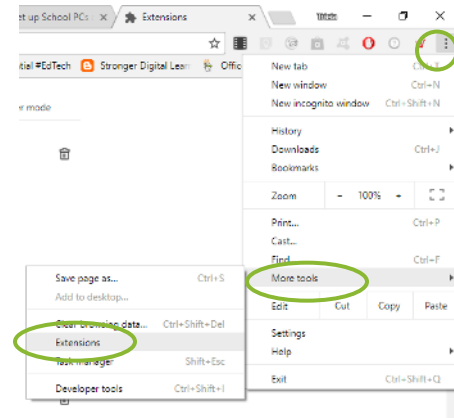 et up School PCs × Extensions ×
tial #EdTech Stronger Digital Lear Offic
r mode
New tab Ctrl+T
New window Ctrl+N
New incognito window Ctrl+Shift+N
History
Downloads Ctrl+J
Bookmarks
Zoom - 100% +
Print... Ctrl+P
Cast...
Find... Ctrl+F
More tools
Edit Cut Copy Paste
Settings
Help
Exit Ctrl+Shift+Q
Save page as... Ctrl+S
Add to desktop...
Clear browsing data... Ctrl+Shift+Del
Extensions
Task manager Shift+Esc
Developer tools Ctrl+Shift+I